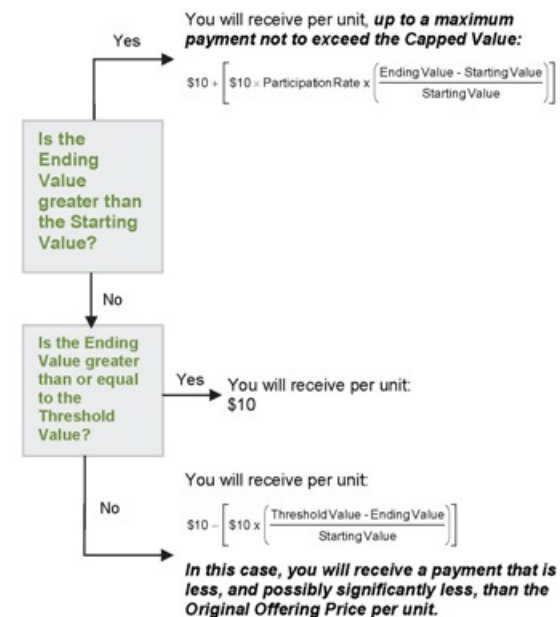 You will receive per unit, up to a maximum
Yes
payment not to exceed the Capped Value:
$10 + [$10 × Participation Rate x (Ending Value - Starting Value
Starting Value)]
Is the
Ending
Value
greater than
the Starting
Value?
No
Is the Ending
Value greater
than or equal
to the
Threshold
Value?
Yes
You will receive per unit:
$10
You will receive per unit:
No
$10 – [$10 x (Threshold Value - Ending Value
Starting Value)]
In this case, you will receive a payment that is
less, and possibly significantly less, than the
Original Offering Price per unit.